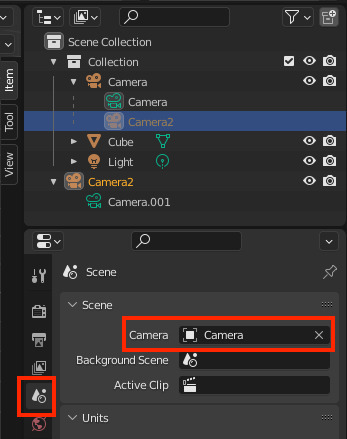 Scene Collection
Collection
Camera
Camera
Camera2
Cube
Light
Camera2
Camera.001
Item
Tool
View
Scene
Scene
Camera Camera
Background Scene
Active Clip
Units